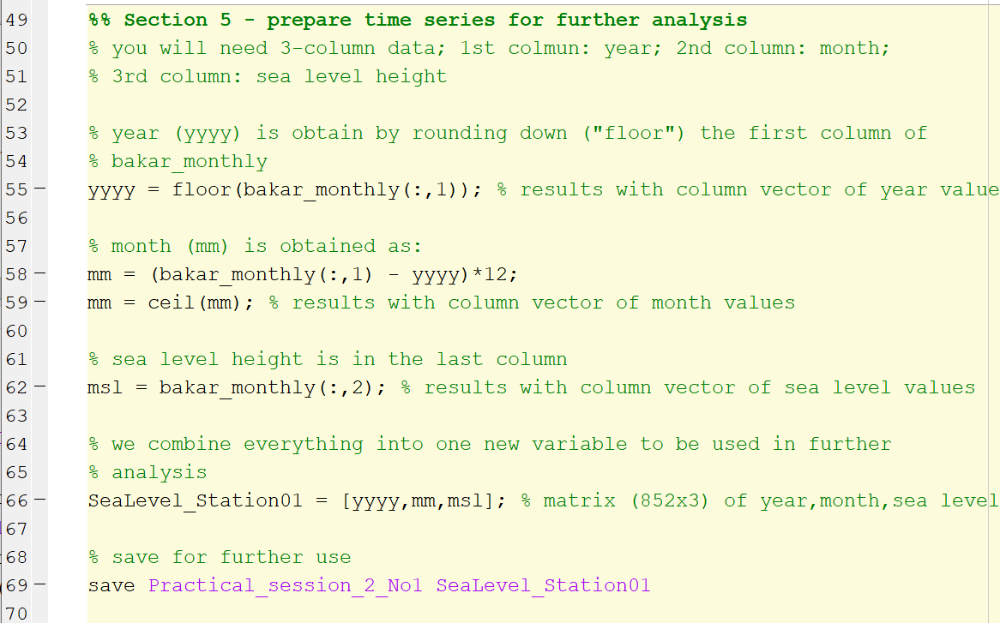 49 %% Section 5 - prepare time series for further analysis
50 % you will need 3-column data; 1st colmun: year; 2nd column: month;
51 % 3rd column: sea level height
52
53 % year (yyyy) is obtain by rounding down ("floor") the first column of
54 % bakar_monthly
55 yyyy = floor(bakar_monthly(:,1)); % results with column vector of year value
56
57 % month (mm) is obtained as:
58 mm = (bakar_monthly(:,1) - yyyy)*12;
59 mm = ceil(mm); % results with column vector of month values
60
61 % sea level height is in the last column
62 msl = bakar_monthly(:,2); % results with column vector of sea level values
63
64 % we combine everything into one new variable to be used in further
65 % analysis
66 SeaLevel_Station01 = [yyyy,mm,msl]; % matrix (852x3) of year,month,sea level
67
68 % save for further use
69 save Practical_session_2_No1 SeaLevel_Station01
70